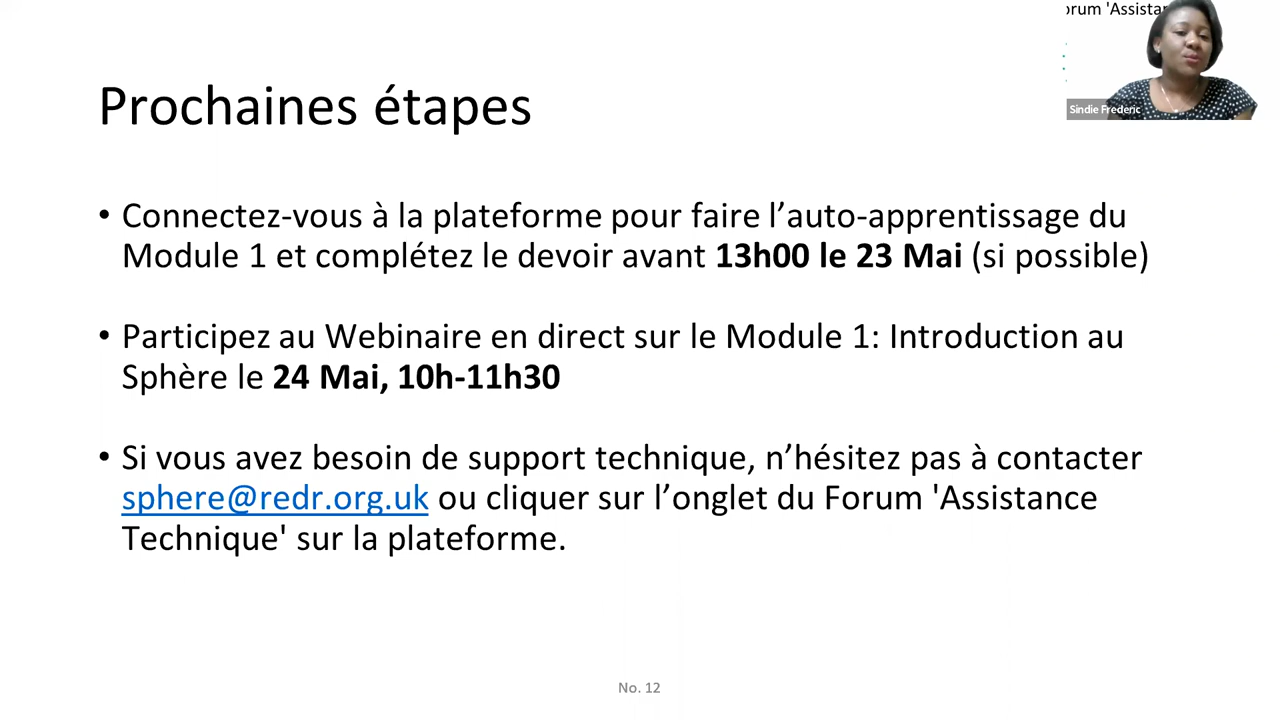 orum 'Assista
Sindie Frederic
Prochaines étapes
• Connectez-vous à la plateforme pour faire l’auto-apprentissage du
Module 1 et complétez le devoir avant 13h00 le 23 Mai (si possible)
• Participez au Webinaire en direct sur le Module 1: Introduction au
Sphère le 24 Mai, 10h-11h30
• Si vous avez besoin de support technique, n’hésitez pas à contacter
sphere@redr.org.uk ou cliquer sur l’onglet du Forum 'Assistance
Technique' sur la plateforme.
No. 12